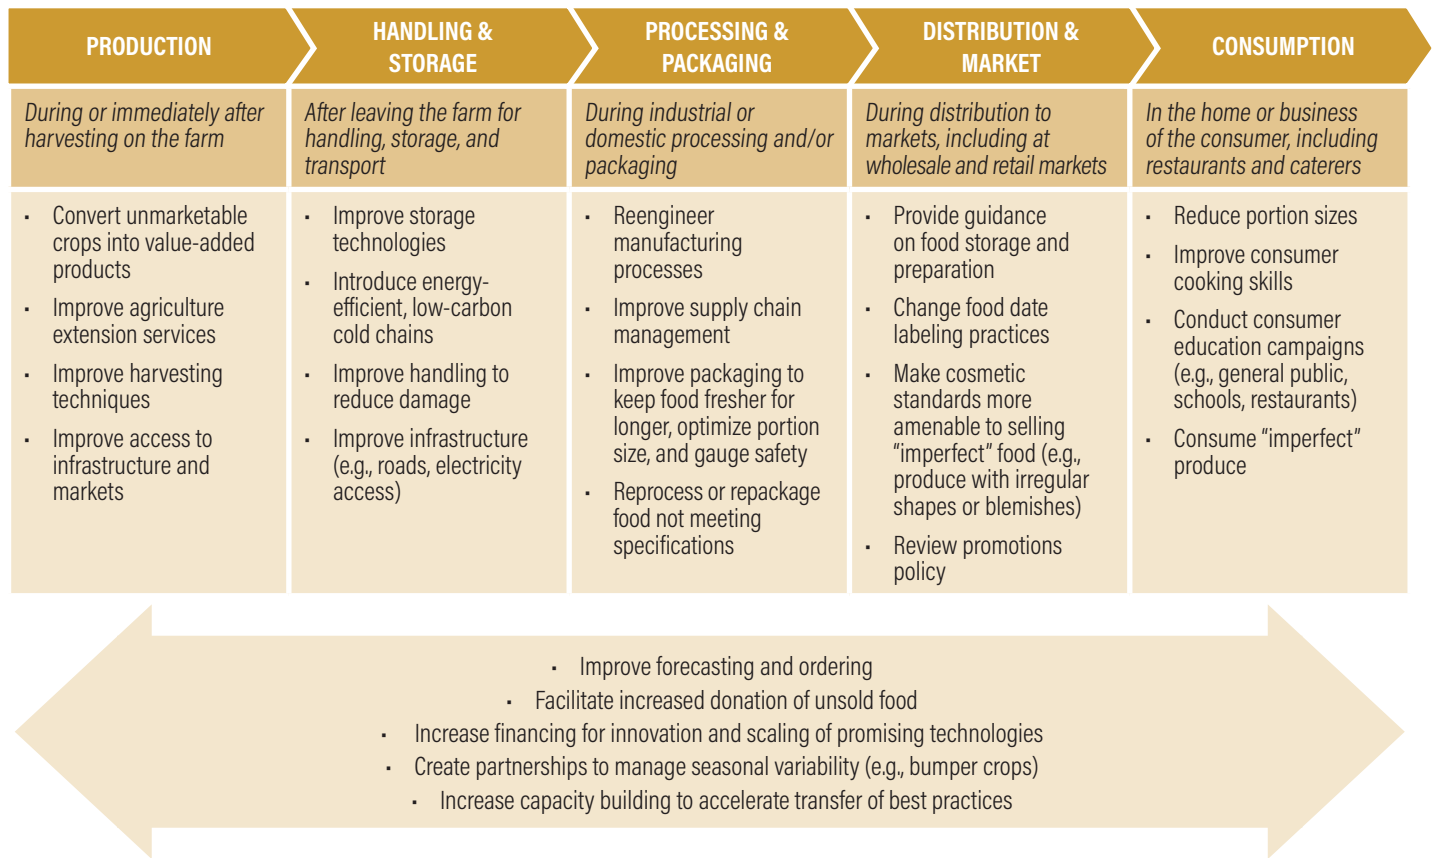 PRODUCTION
HANDLING &
STORAGE
PROCESSING &
PACKAGING
DISTRIBUTION &
MARKET
CONSUMPTION
During or immediately after
harvesting on the farm
After leaving the farm for
handling, storage, and
transport
During industrial or
domestic processing and/or
packaging
During distribution to
markets, including at
wholesale and retail markets
In the home or business
of the consumer, including
restaurants and caterers
▪ Convert unmarketable
crops into value-added
products
▪ Improve agriculture
extension services
▪ Improve harvesting
techniques
▪ Improve access to
infrastructure and
markets
▪ Improve storage
technologies
▪ Introduce energy-
efficient, low-carbon
cold chains
▪ Improve handling to
reduce damage
▪ Improve infrastructure
(e.g., roads, electricity
access)
▪ Reengineer
manufacturing
processes
▪ Improve supply chain
management
▪ Improve packaging to
keep food fresher for
longer, optimize portion
size, and gauge safety
▪ Reprocess or repackage
food not meeting
specifications
▪ Provide guidance
on food storage and
preparation
▪ Change food date
labeling practices
▪ Make cosmetic
standards more
amenable to selling
“imperfect” food (e.g.,
produce with irregular
shapes or blemishes)
▪ Review promotions
policy
▪ Reduce portion sizes
▪ Improve consumer
cooking skills
▪ Conduct consumer
education campaigns
(e.g., general public,
schools, restaurants)
▪ Consume “imperfect”
produce
▪ Improve forecasting and ordering
▪ Facilitate increased donation of unsold food
▪ Increase financing for innovation and scaling of promising technologies
▪ Create partnerships to manage seasonal variability (e.g., bumper crops)
▪ Increase capacity building to accelerate transfer of best practices